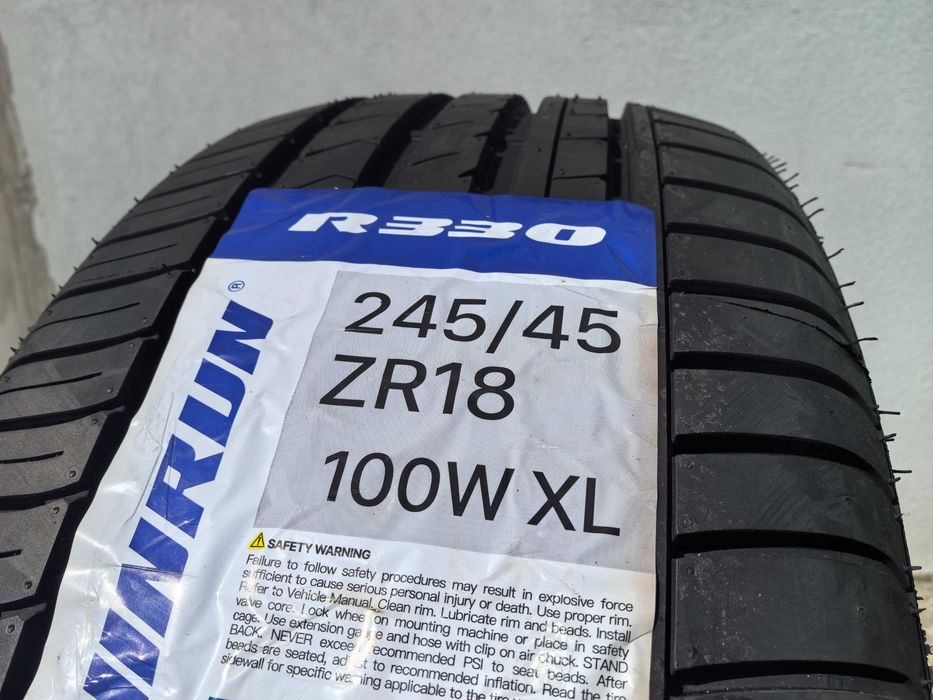 R330
245/45
ZR18
100W XL
WINRUN®
⚠ SAFETY WARNING
Failure to follow safety procedures may result in explosive force
sufficient to cause serious personal injury or death. Use proper rim.
Refer to Vehicle Manual. Clean rim. Lubricate rim and beads. Install
valve core. Lock wheel on mounting machine or place in safety
cage. Use extension gauge and hose with clip on air chuck. STAND
BACK. NEVER exceed recommended PSI to seat beads. After
beads are seated, adjust to recommended inflation. Read the tire
sidewall for specific warning applicable to the tire